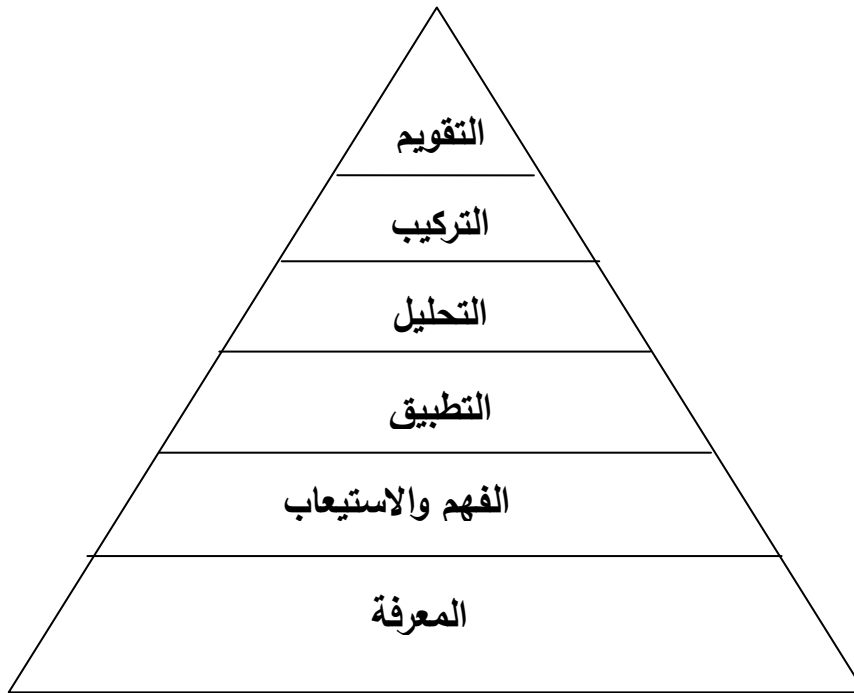 التقويم
التركيب
التحليل
التطبيق
الفهم والاستيعاب
المعرفة